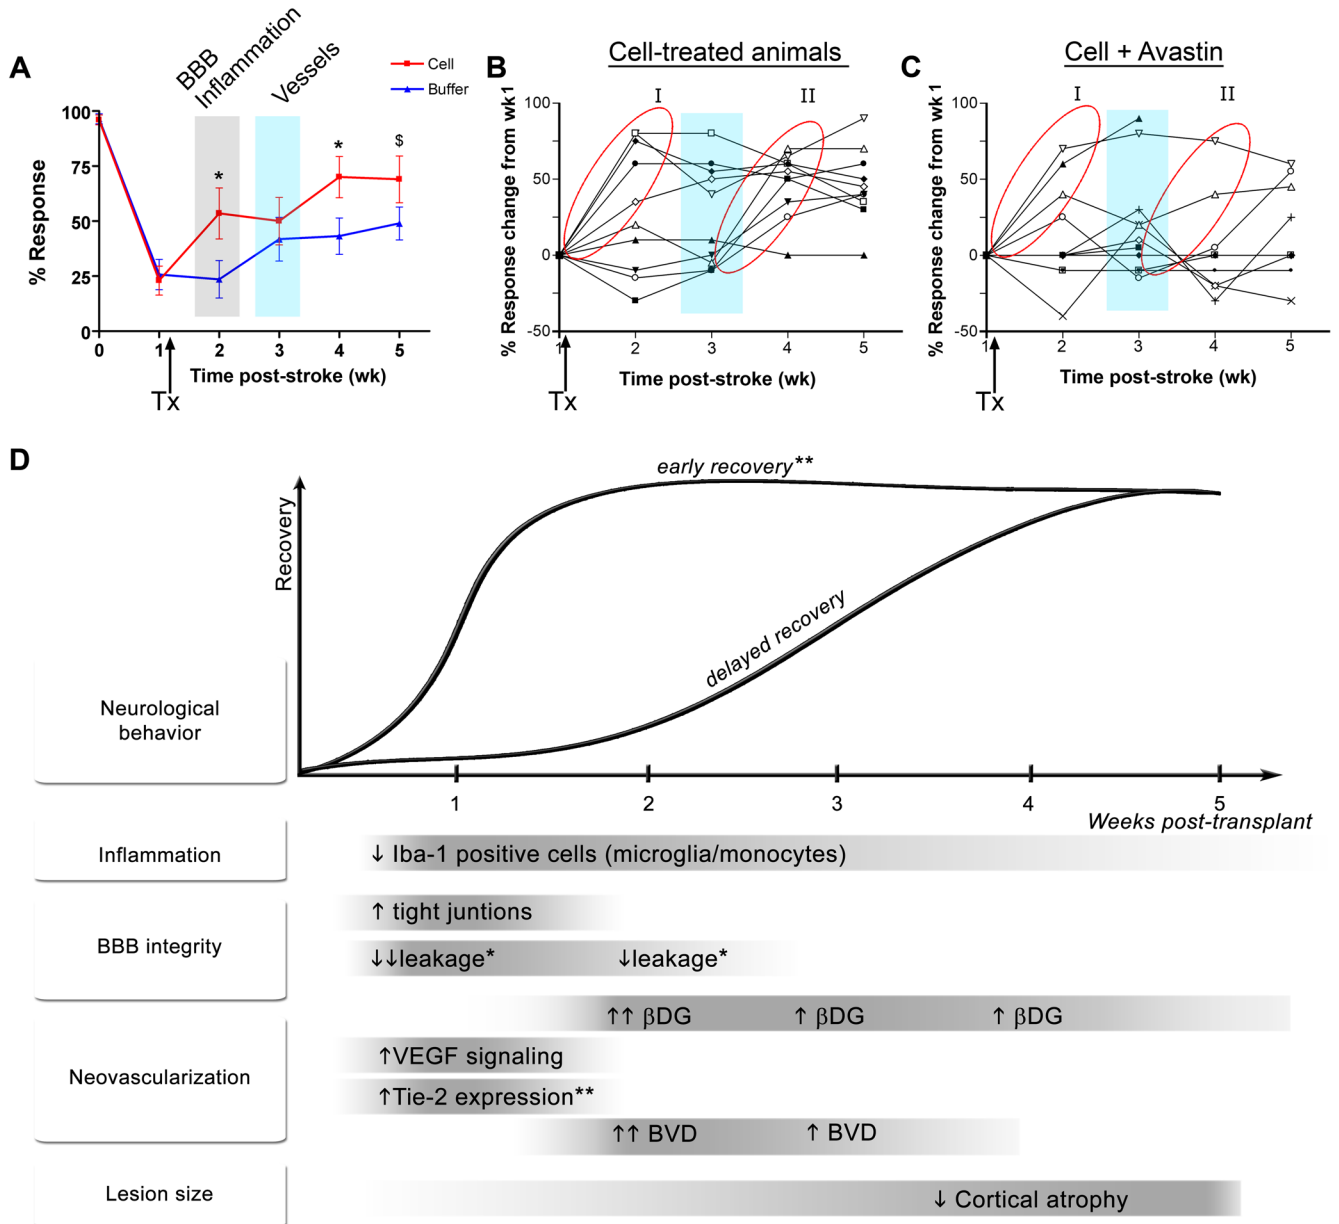 A
BBB
Inflammation
Vessels
Cell
Buffer
% Response
100
75
50
25
0
*
*
$
0 1 2 3 4 5
Time post-stroke (wk)
Tx
B
Cell-treated animals
I
II
% Response change from wk1
100
50
0
-50
1 2 3 4 5
Time post-stroke (wk)
Tx
C
Cell + Avastin
I
II
% Response change from wk1
100
50
0
-50
1 2 3 4 5
Time post-stroke (wk)
Tx
D
Recovery
early recovery**
delayed recovery
Neurological
behavior
1 2 3 4 5
Weeks post-transplant
Inflammation
↓ Iba-1 positive cells (microglia/monocytes)
BBB integrity
↑ tight juntions
↓↓leakage* ↓leakage*
↑↑ βDG ↑ βDG ↑ βDG
Neovascularization
↑VEGF signaling
↑Tie-2 expression**
↑↑ BVD ↑ BVD
Lesion size
↓ Cortical atrophy